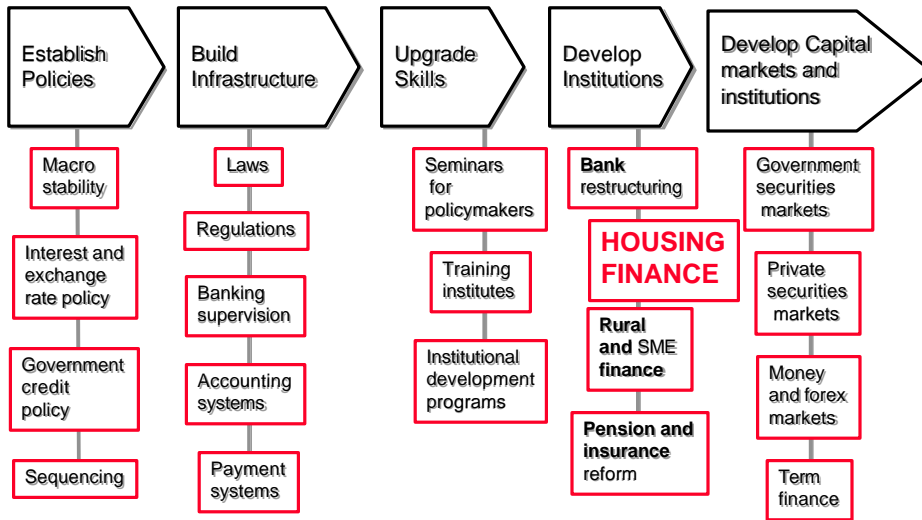 Establish
Policies
Build
Infrastructure
Upgrade
Skills
Develop
Institutions
Develop Capital
markets and
institutions
Macro
stability
Interest and
exchange
rate policy
Government
credit
policy
Sequencing
Laws
Regulations
Banking
supervision
Accounting
systems
Payment
systems
Seminars
for
policymakers
Training
institutes
Institutional
development
programs
Bank
restructuring
HOUSING
FINANCE
Rural
and SME
finance
Pension and
insurance
reform
Government
securities
markets
Private
securities
markets
Money
and forex
markets
Term
finance